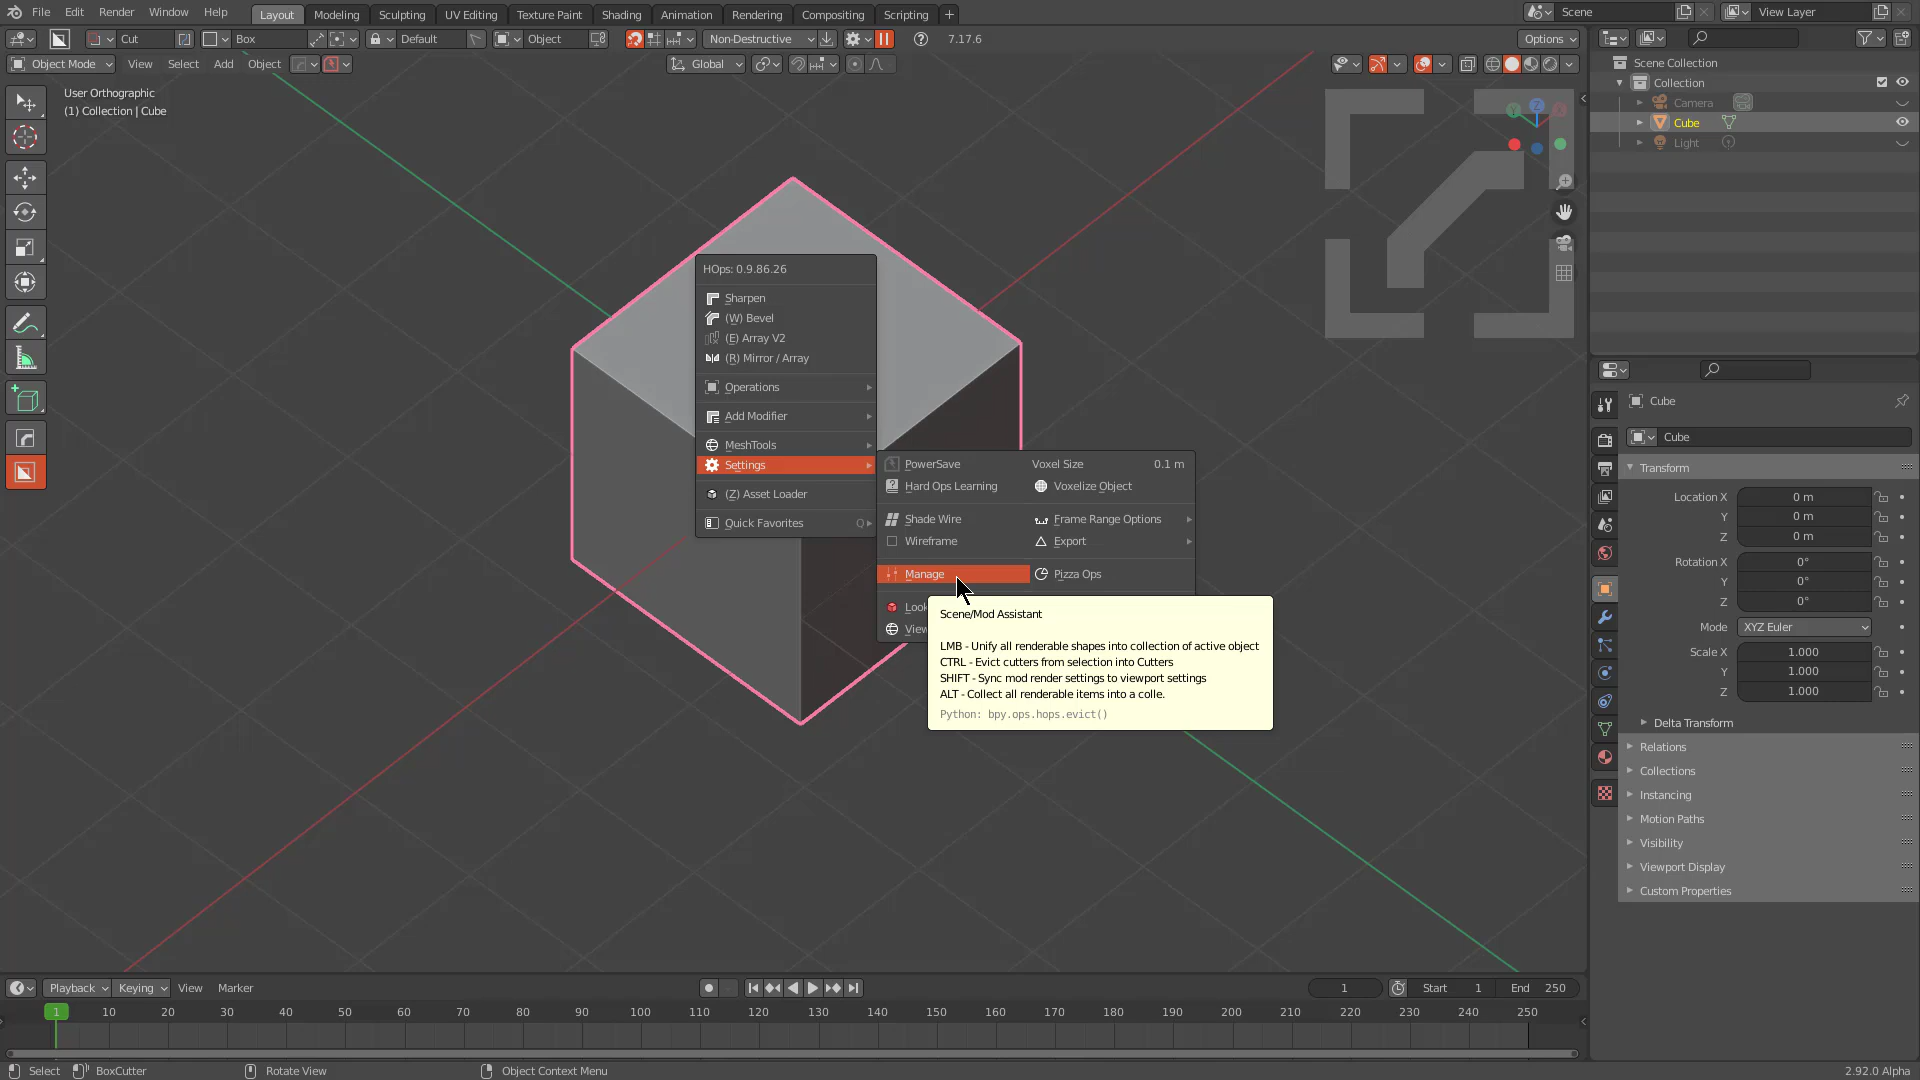 File Edit Render Window Help Layout Modeling Sculpting UV Editing Texture Paint Shading Animation Rendering Compositing Scripting + Scene View Layer
Cut Box Default Object Non-Destructive 7.17.6 Options
Object Mode View Select Add Object Global
User Orthographic
(1) Collection | Cube
HOps: 0.9.86.26
Sharpen
(W) Bevel
(E) Array V2
(R) Mirror / Array
Operations
Add Modifier
MeshTools
Settings
(Z) Asset Loader
Quick Favorites Q
PowerSave Voxel Size 0.1 m
Hard Ops Learning Voxelize Object
Shade Wire Frame Range Options
Wireframe Export
Manage Pizza Ops
Look
View
Scene/Mod Assistant
LMB - Unify all renderable shapes into collection of active object
CTRL - Evict cutters from selection into Cutters
SHIFT - Sync mod render settings to viewport settings
ALT - Collect all renderable items into a colle.
Python: bpy.ops.hops.evict()
Z
Y
X
Scene Collection
Collection
Camera
Cube
Light
Cube
Cube
Transform
Location X 0 m
Y 0 m
Z 0 m
Rotation X 0°
Y 0°
Z 0°
Mode XYZ Euler
Scale X 1.000
Y 1.000
Z 1.000
Delta Transform
Relations
Collections
Instancing
Motion Paths
Visibility
Viewport Display
Custom Properties
Playback Keying View Marker 1 Start 1 End 250
1 10 20 30 40 50 60 70 80 90 100 110 120 130 140 150 160 170 180 190 200 210 220 230 240 250
Select BoxCutter Rotate View Object Context Menu 2.92.0 Alpha